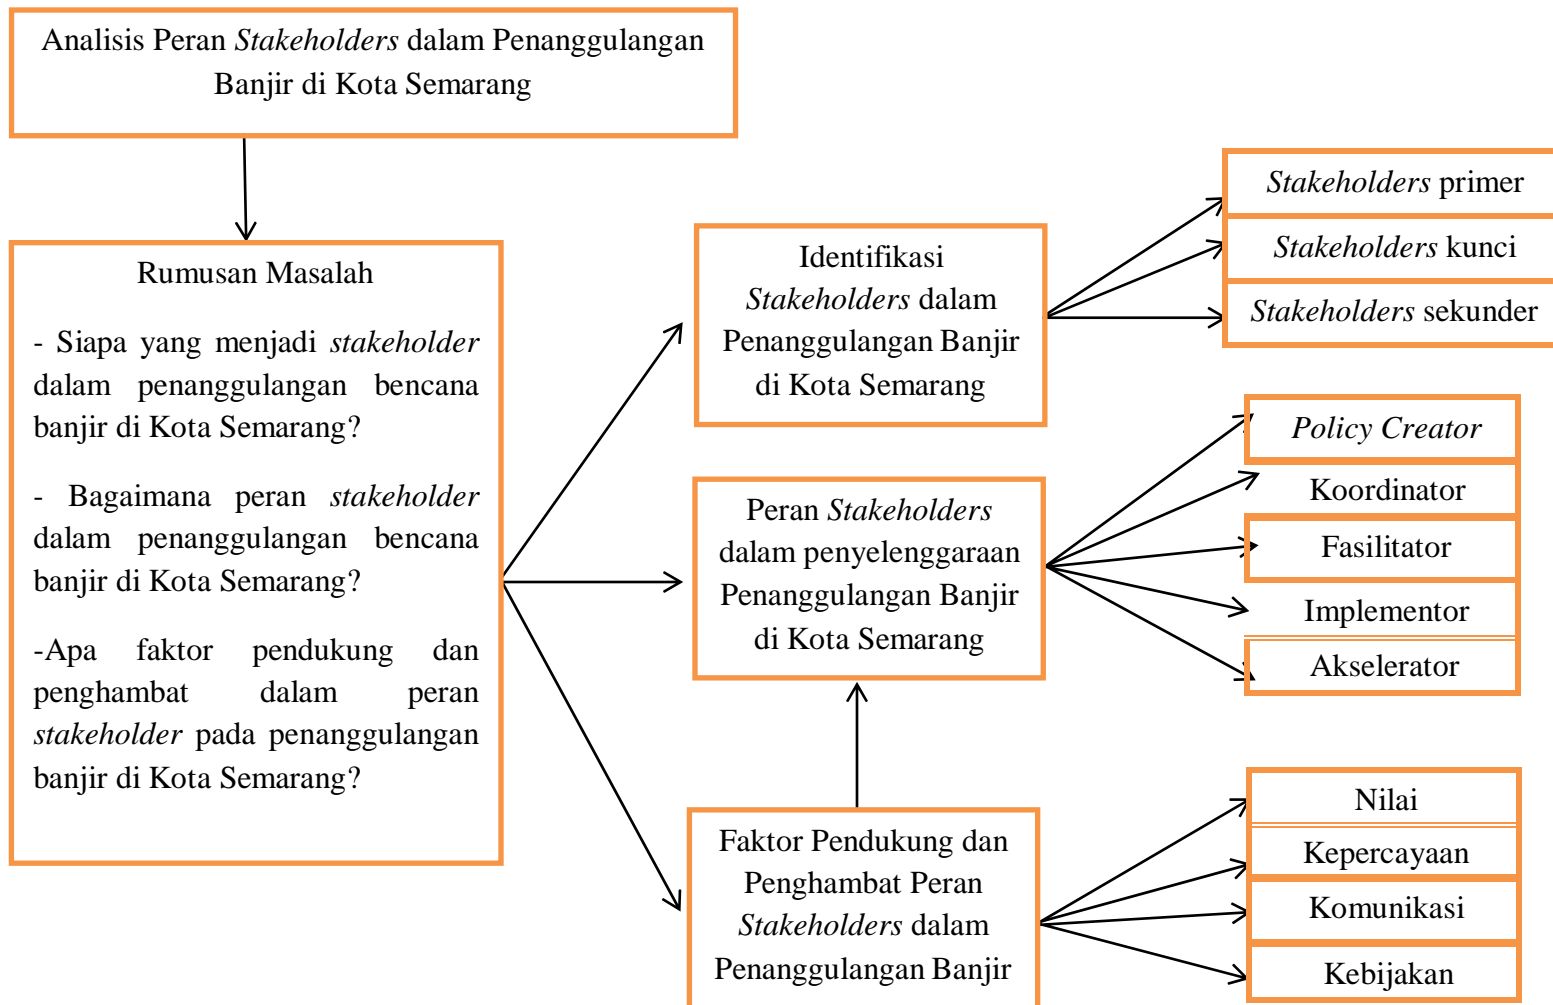 Analisis Peran Stakeholders dalam Penanggulangan
Banjir di Kota Semarang
Rumusan Masalah
- Siapa yang menjadi stakeholder
dalam penanggulangan bencana
banjir di Kota Semarang?
- Bagaimana peran stakeholder
dalam penanggulangan bencana
banjir di Kota Semarang?
-Apa faktor pendukung dan
penghambat dalam peran
stakeholder pada penanggulangan
banjir di Kota Semarang?
Identifikasi
Stakeholders dalam
Penanggulangan Banjir
di Kota Semarang
Stakeholders primer
Stakeholders kunci
Stakeholders sekunder
Peran Stakeholders
dalam penyelenggaraan
Penanggulangan Banjir
di Kota Semarang
Policy Creator
Koordinator
Fasilitator
Implementor
Akselerator
Faktor Pendukung dan
Penghambat Peran
Stakeholders dalam
Penanggulangan Banjir
Nilai
Kepercayaan
Komunikasi
Kebijakan